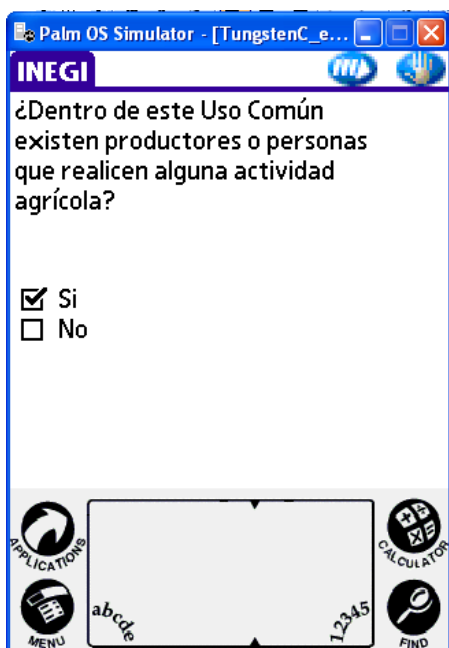 Palm OS Simulator - [TungstenC_e...
INEGI
¿Dentro de este Uso Común
existen productores o personas
que realicen alguna actividad
agrícola?
Si
No
APPLICATIONS
CALCULATOR
abcde
12345
MENU
FIND